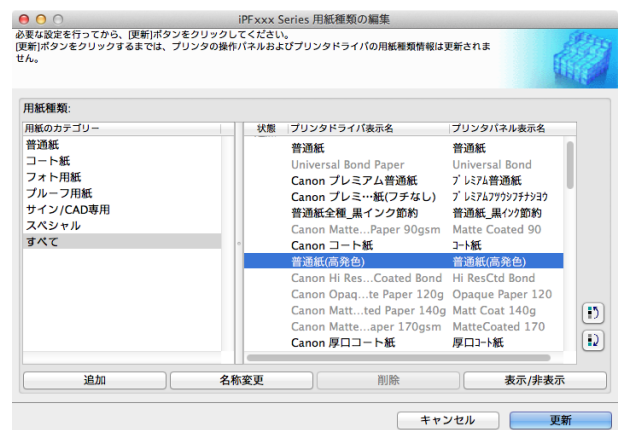 iPFxxx Series 用紙種類の編集
必要な設定を行ってから、[更新]ボタンをクリックしてください。
[更新]ボタンをクリックするまでは、プリンタの操作パネルおよびプリンタドライバの用紙種類情報は更新されま
せん。
用紙種類:
用紙のカテゴリー 状態 プリンタドライバ表示名 プリンタパネル表示名
普通紙
コート紙
フォト用紙
プルーフ用紙
サイン/CAD専用
スペシャル
すべて
普通紙 普通紙
Universal Bond Paper Universal Bond
Canon プレミアム普通紙 プレミアム普通紙
Canon プレミ…紙(フチなし) プレミアムフツウシフチナシヨウ
普通紙全種_黒インク節約 普通紙_黒インク節約
Canon Matte...Paper 90gsm Matte Coated 90
Canon コート紙 コート紙
普通紙(高発色) 普通紙(高発色)
Canon Hi Res...Coated Bond Hi ResCtd Bond
Canon Opaq...te Paper 120g Opaque Paper 120
Canon Matt...ted Paper 140g Matt Coat 140g
Canon Matte...aper 170gsm MatteCoated 170
Canon 厚口コート紙 厚口コート紙
追加 名称変更 削除 表示/非表示
キャンセル 更新